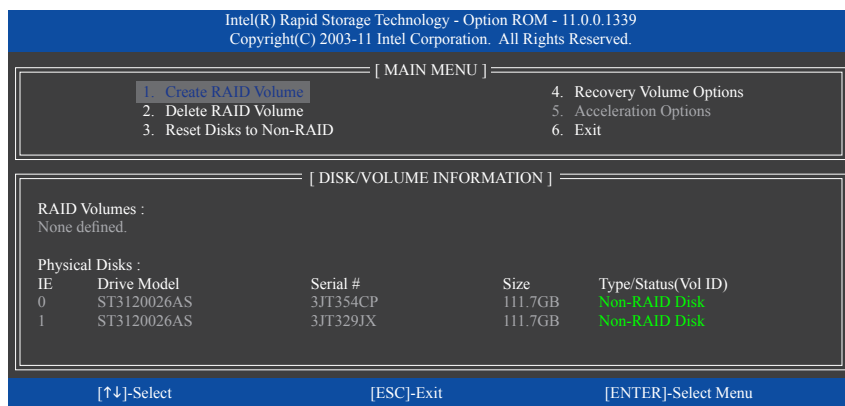 Intel(R) Rapid Storage Technology - Option ROM - 11.0.0.1339
Copyright(C) 2003-11 Intel Corporation. All Rights Reserved.
[ MAIN MENU ]
1. Create RAID Volume
2. Delete RAID Volume
3. Reset Disks to Non-RAID
4. Recovery Volume Options
5. Acceleration Options
6. Exit
[ DISK/VOLUME INFORMATION ]
RAID Volumes :
None defined.
Physical Disks :
IE Drive Model Serial # Size Type/Status(Vol ID)
0 ST3120026AS 3JT354CP 111.7GB Non-RAID Disk
1 ST3120026AS 3JT329JX 111.7GB Non-RAID Disk
[↑↓]-Select [ESC]-Exit [ENTER]-Select Menu